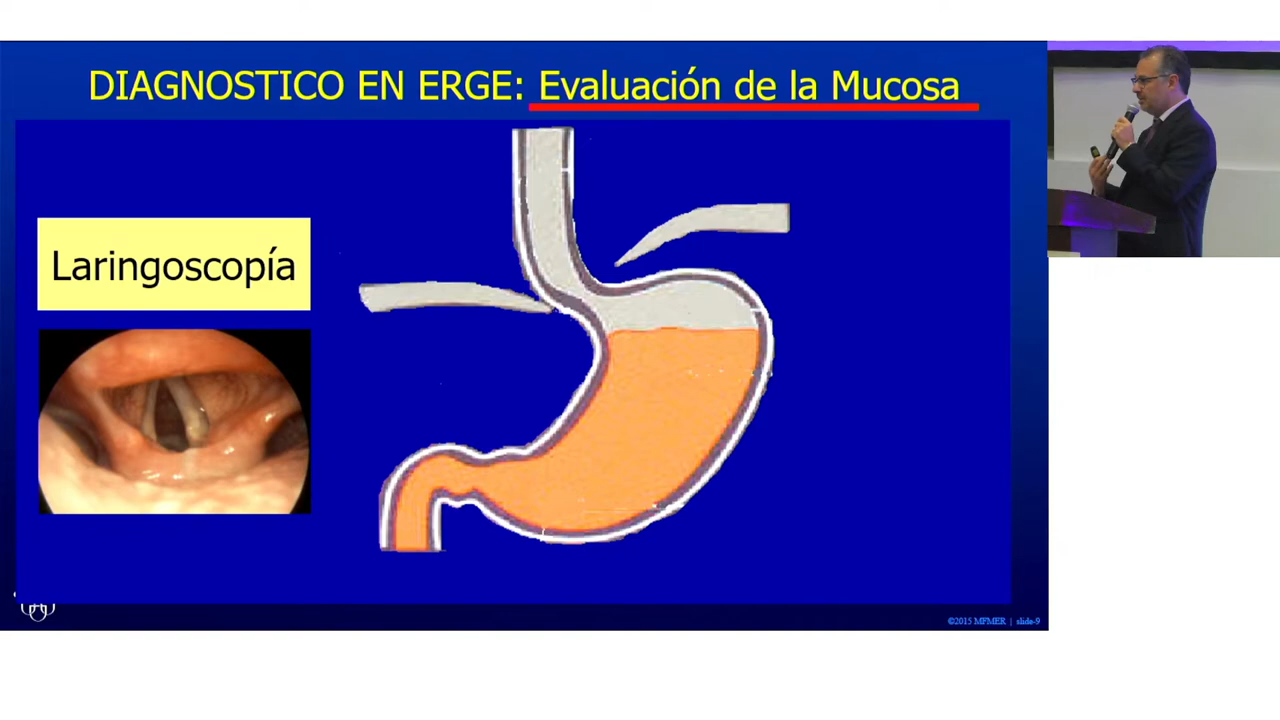 DIAGNOSTICO EN ERGE: Evaluación de la Mucosa
Laringoscopía
©2015 MFMER | slide-9